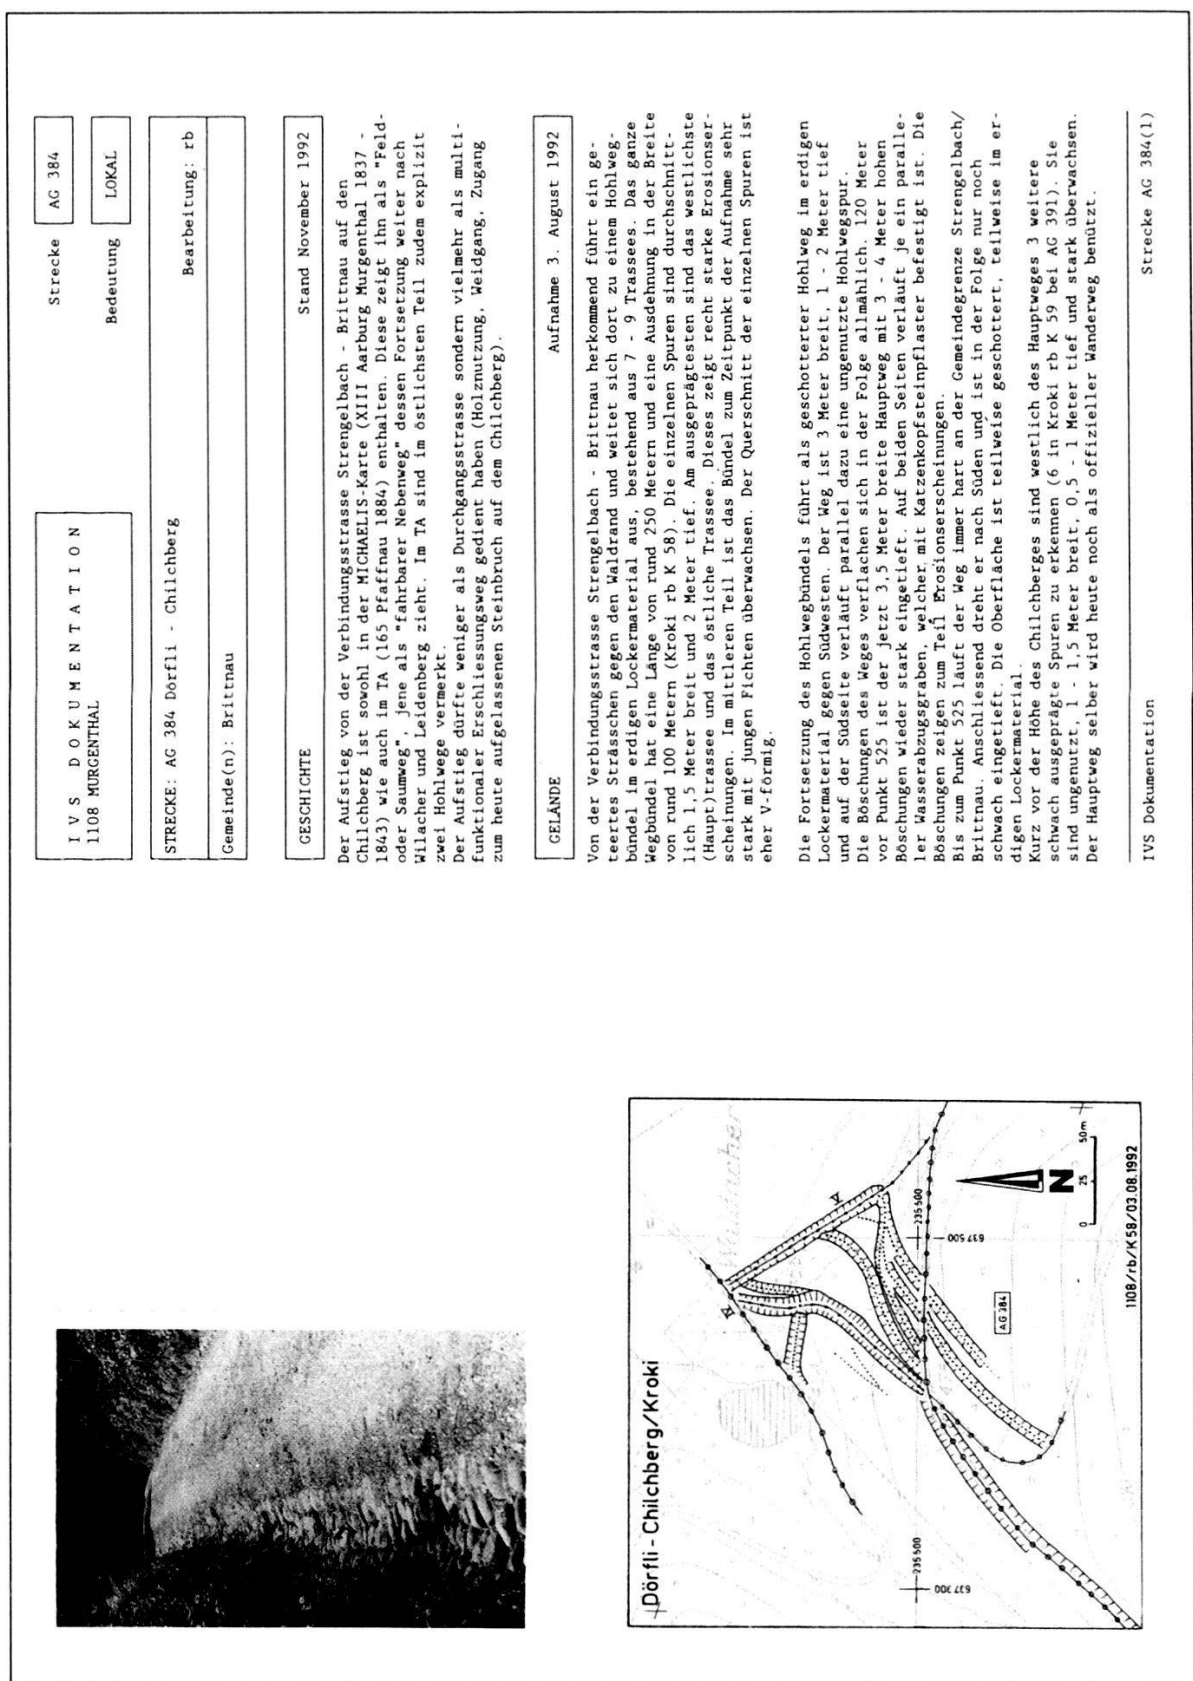 I V S   D O K U M E N T A T I O N
1108 MURGENTHAL
Strecke AG 384
Bedeutung LOKAL
STRECKE: AG 384 Dörfli - Chilchberg
Bearbeitung: rb
Gemeinde(n): Brittnau
GESCHICHTE Stand November 1992
Der Aufstieg von der Verbindungsstrasse Strengelbach - Brittnau auf den
Chilchberg ist sowohl in der MICHAELIS-Karte (XIII Aarburg Murgenthal 1837 -
1843) wie auch im TA (165 Pfaffnau 1884) enthalten. Diese zeigt ihn als "Feld-
oder Saumweg", jene als "fahrbarer Nebenweg" dessen Fortsetzung weiter nach
Wilacher und Leidenberg zieht. Im TA sind im östlichsten Teil zudem explizit
zwei Hohlwege vermerkt.
Der Aufstieg dürfte weniger als Durchgangsstrasse sondern vielmehr als multi-
funktionaler Erschliessungsweg gedient haben (Holznutzung, Weidgang, Zugang
zum heute aufgelassenen Steinbruch auf dem Chilchberg).
GELÄNDE Aufnahme 3. August 1992
Von der Verbindungsstrasse Strengelbach - Brittnau herkommend führt ein ge-
teertes Strässchen gegen den Waldrand und weitet sich dort zu einem Hohlweg-
bündel im erdigen Lockermaterial aus, bestehend aus 7 - 9 Trassees. Das ganze
Wegbündel hat eine Länge von rund 250 Metern und eine Ausdehnung in der Breite
von rund 100 Metern (Kroki rb K 58). Die einzelnen Spuren sind durchschnitt-
lich 1,5 Meter breit und 2 Meter tief. Am ausgeprägtesten sind das westlichste
(Haupt)trassee und das östliche Trassee. Dieses zeigt recht starke Erosionser-
scheinungen. Im mittleren Teil ist das Bündel zum Zeitpunkt der Aufnahme sehr
stark mit jungen Fichten überwachsen. Der Querschnitt der einzelnen Spuren ist
eher V-förmig.
Die Fortsetzung des Hohlwegbündels führt als geschotterter Hohlweg im erdigen
Lockermaterial gegen Südwesten. Der Weg ist 3 Meter breit, 1 - 2 Meter tief
und auf der Südseite verläuft parallel dazu eine ungenutzte Hohlwegspur.
Die Böschungen des Weges verflachen sich in der Folge allmählich. 120 Meter
vor Punkt 525 ist der jetzt 3,5 Meter breite Hauptweg mit 3 - 4 Meter hohen
Böschungen wieder stark eingetieft. Auf beiden Seiten verläuft je ein paralle-
ler Wasserabzugsgraben, welcher mit Katzenkopfsteinpflaster befestigt ist. Die
Böschungen zeigen zum Teil Erosionserscheinungen.
Bis zum Punkt 525 läuft der Weg immer hart an der Gemeindegrenze Strengelbach/
Brittnau. Anschliessend dreht er nach Süden und ist in der Folge nur noch
schwach eingetieft. Die Oberfläche ist teilweise geschottert, teilweise im er-
digen Lockermaterial.
Kurz vor der Höhe des Chilchberges sind westlich des Hauptweges 3 weitere
schwach ausgeprägte Spuren zu erkennen (6 in Kroki rb K 59 bei AG 391). Sie
sind ungenutzt, 1 - 1,5 Meter breit, 0,5 - 1 Meter tief und stark überwachsen.
Der Hauptweg selber wird heute noch als offizieller Wanderweg benützt.
IVS Dokumentation Strecke AG 384(1)
Dörfli - Chilchberg/Kroki
235 500
637 300
235 500
637 500
AG 384
N
0 25 50m
1108/rb/K58/03.08.1992